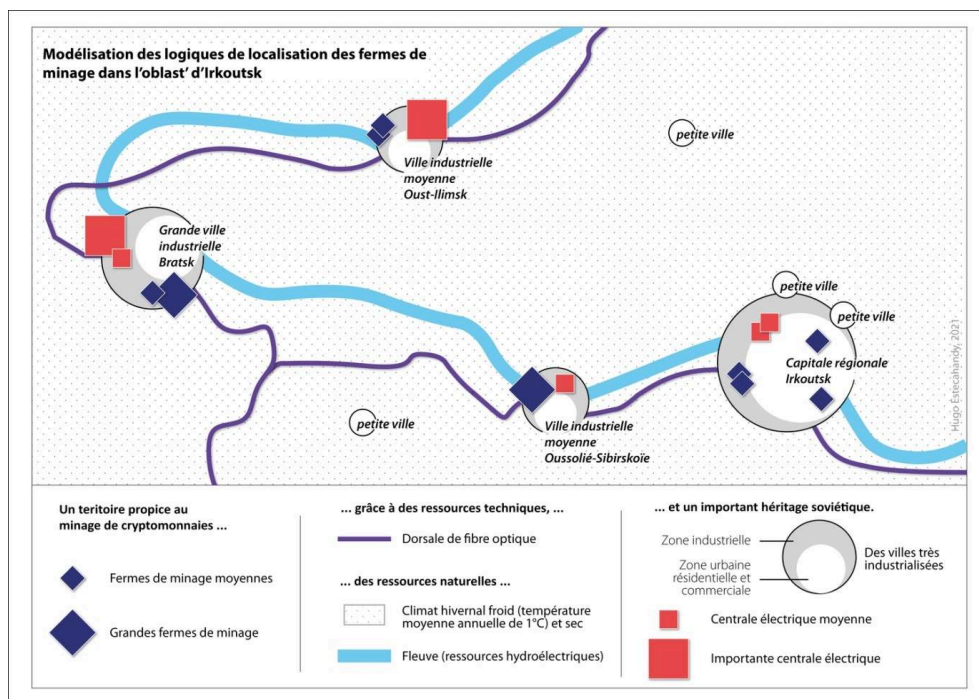 Modélisation des logiques de localisation des fermes de
minage dans l'oblast' d'Irkoutsk
petite ville
Ville industrielle
moyenne
Oust-Ilimsk
Grande ville
industrielle
Bratsk
petite ville
petite ville
Capitale régionale
Irkoutsk
petite ville
Ville industrielle
moyenne
Oussolié-Sibirskoïe
Hugo Estecahandy, 2021
Un teritoire propice au
minage de cryptomonnaies ...
Fermes de minage moyennes
Grandes fermes de minage
... grâce à des ressources techniques, ...
Dorsale de fibre optique
... des ressources naturelles ...
Climat hivernal froid (température
moyenne annuelle de 1°C) et sec
Fleuve (ressources hydroélectriques)
... et un important héritage soviétique.
Zone industrielle
Zone urbaine
résidentielle et
commerciale
Des villes très
industrialisées
Centrale électrique moyenne
Importante centrale électrique